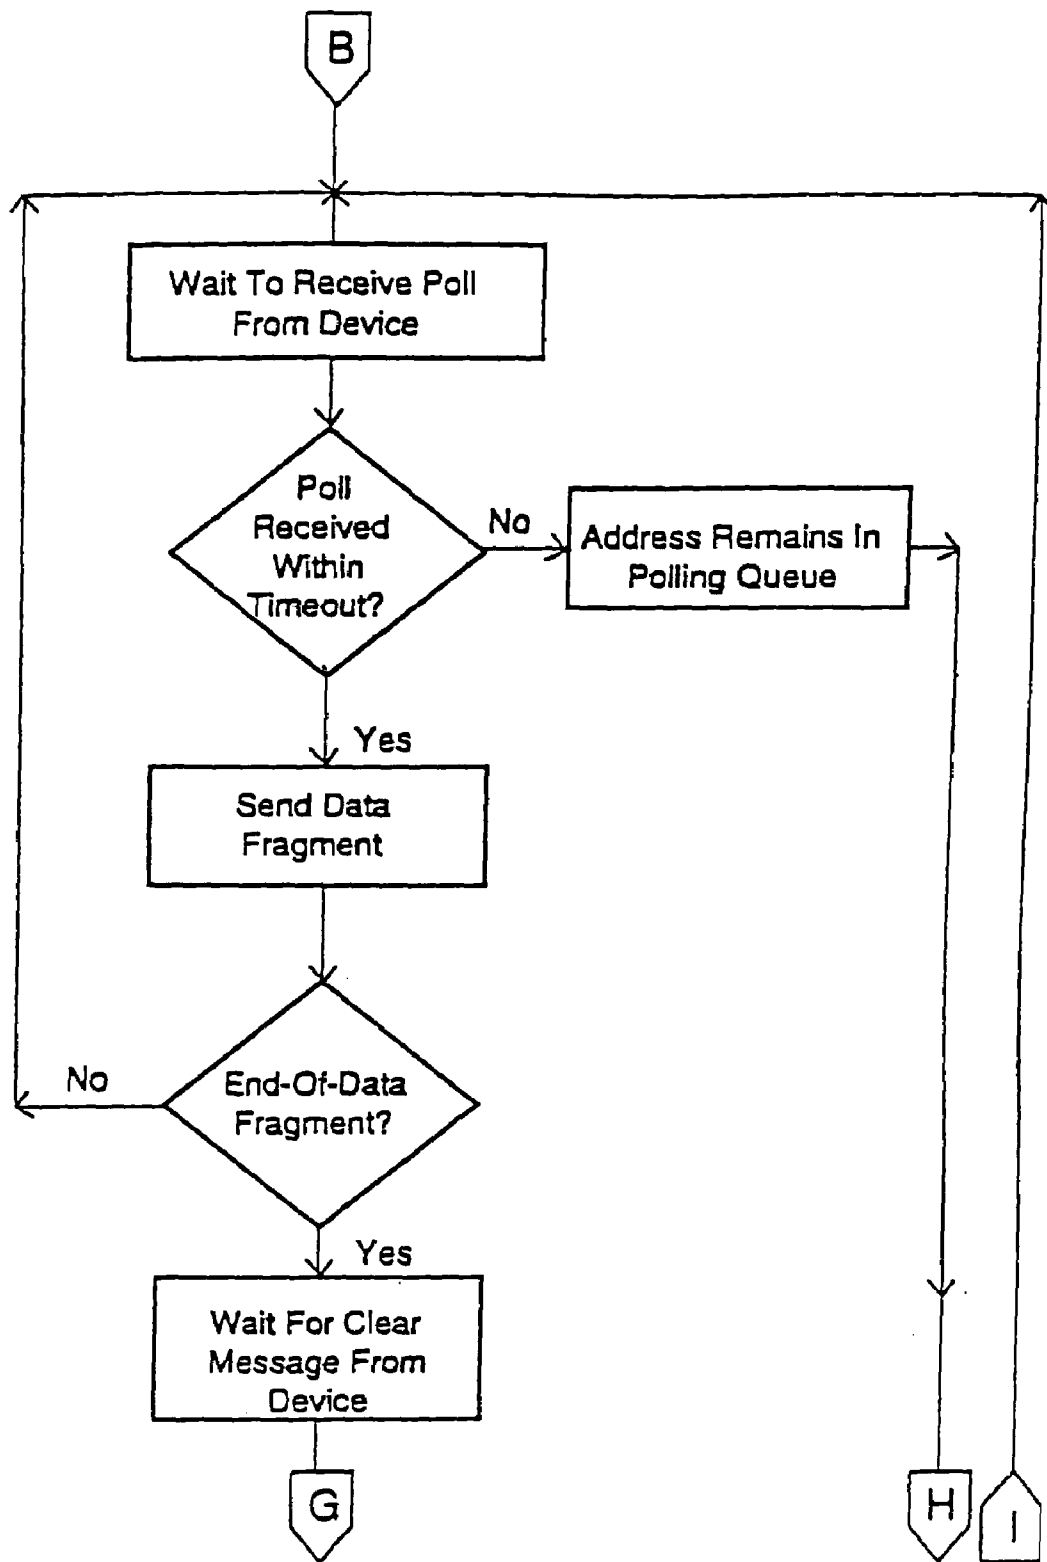 B
Wait To Receive Poll
From Device
Poll
Received
Within
Timeout?
No
Address Remains In
Polling Queue
Yes
Send Data
Fragment
No
End-Of-Data
Fragment?
Yes
Wait For Clear
Message From
Device
G
H
I